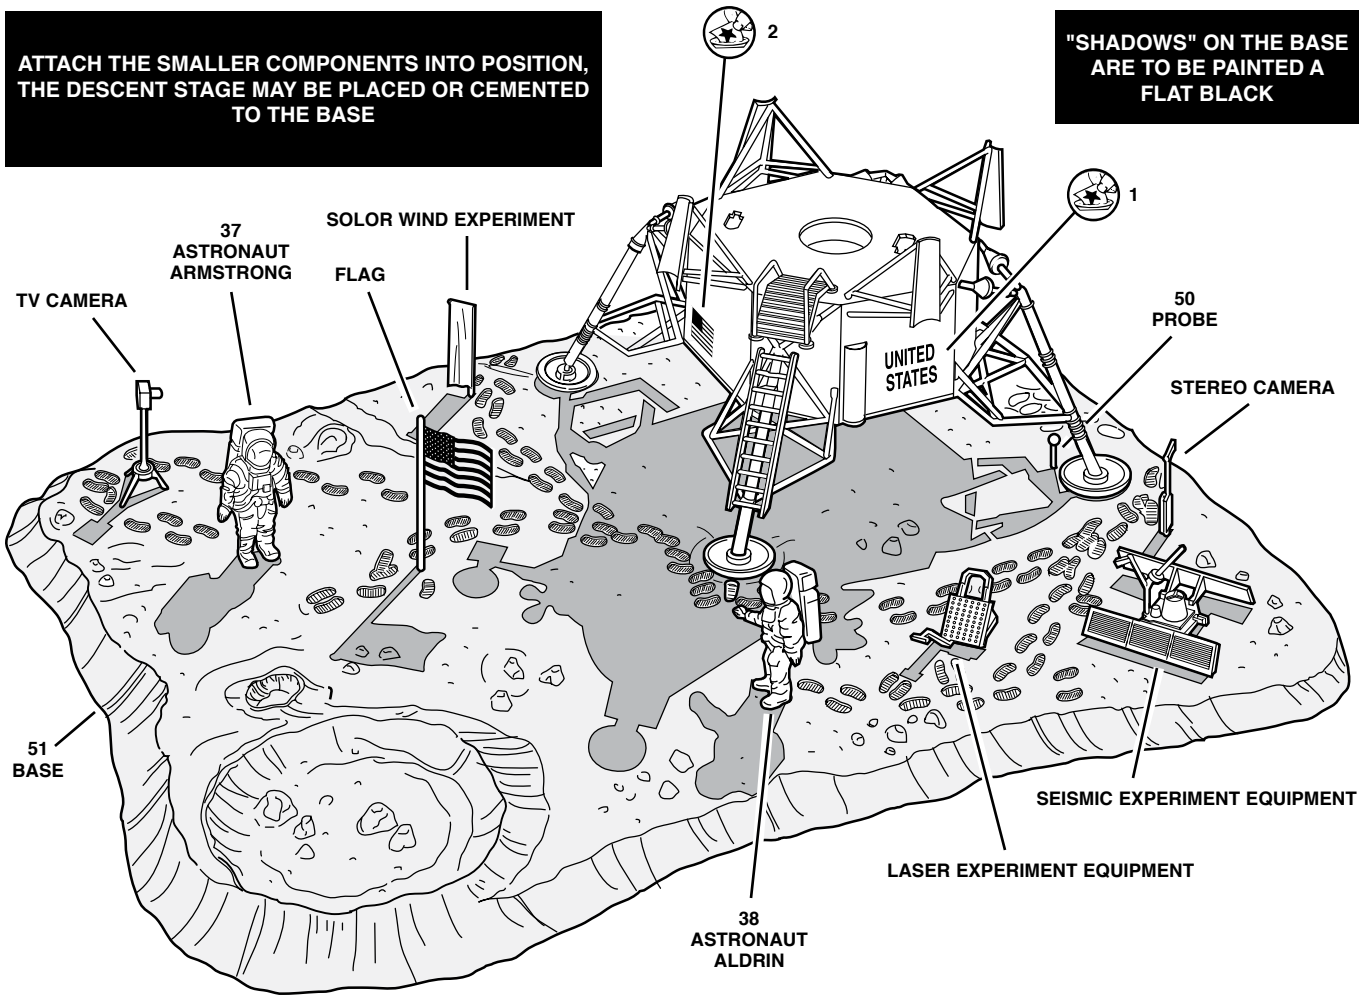 ATTACH THE SMALLER COMPONENTS INTO POSITION,
THE DESCENT STAGE MAY BE PLACED OR CEMENTED
TO THE BASE
2
"SHADOWS" ON THE BASE
ARE TO BE PAINTED A
FLAT BLACK
1
SOLOR WIND EXPERIMENT
37
ASTRONAUT
ARMSTRONG
FLAG
TV CAMERA
50
PROBE
STEREO CAMERA
UNITED
STATES
51
BASE
SEISMIC EXPERIMENT EQUIPMENT
LASER EXPERIMENT EQUIPMENT
38
ASTRONAUT
ALDRIN